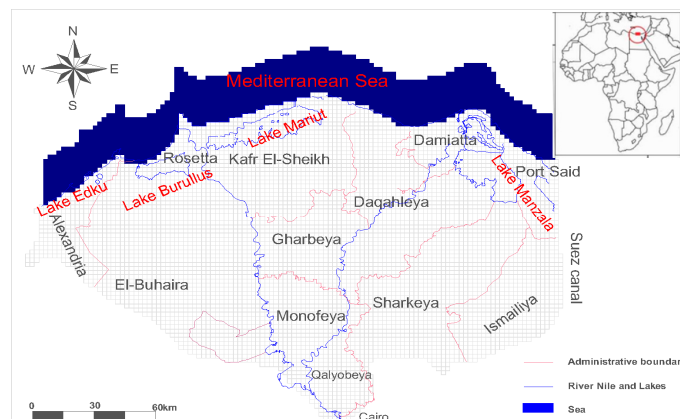 N
W E
S
Mediterranean Sea
Lake Mariut
Damiatta
Rosetta
Kafr El-Sheikh
Port Said
Lake Edku
Lake Burullus
Lake Manzala
Daqahleya
Alexandria
Gharbeya
Suez canal
El-Buhaira
Sharkeya
Ismailiya
Monofeya
Qalyobeya
Cairo
0 30 60km
Administrative boundar
River Nile and Lakes
Sea